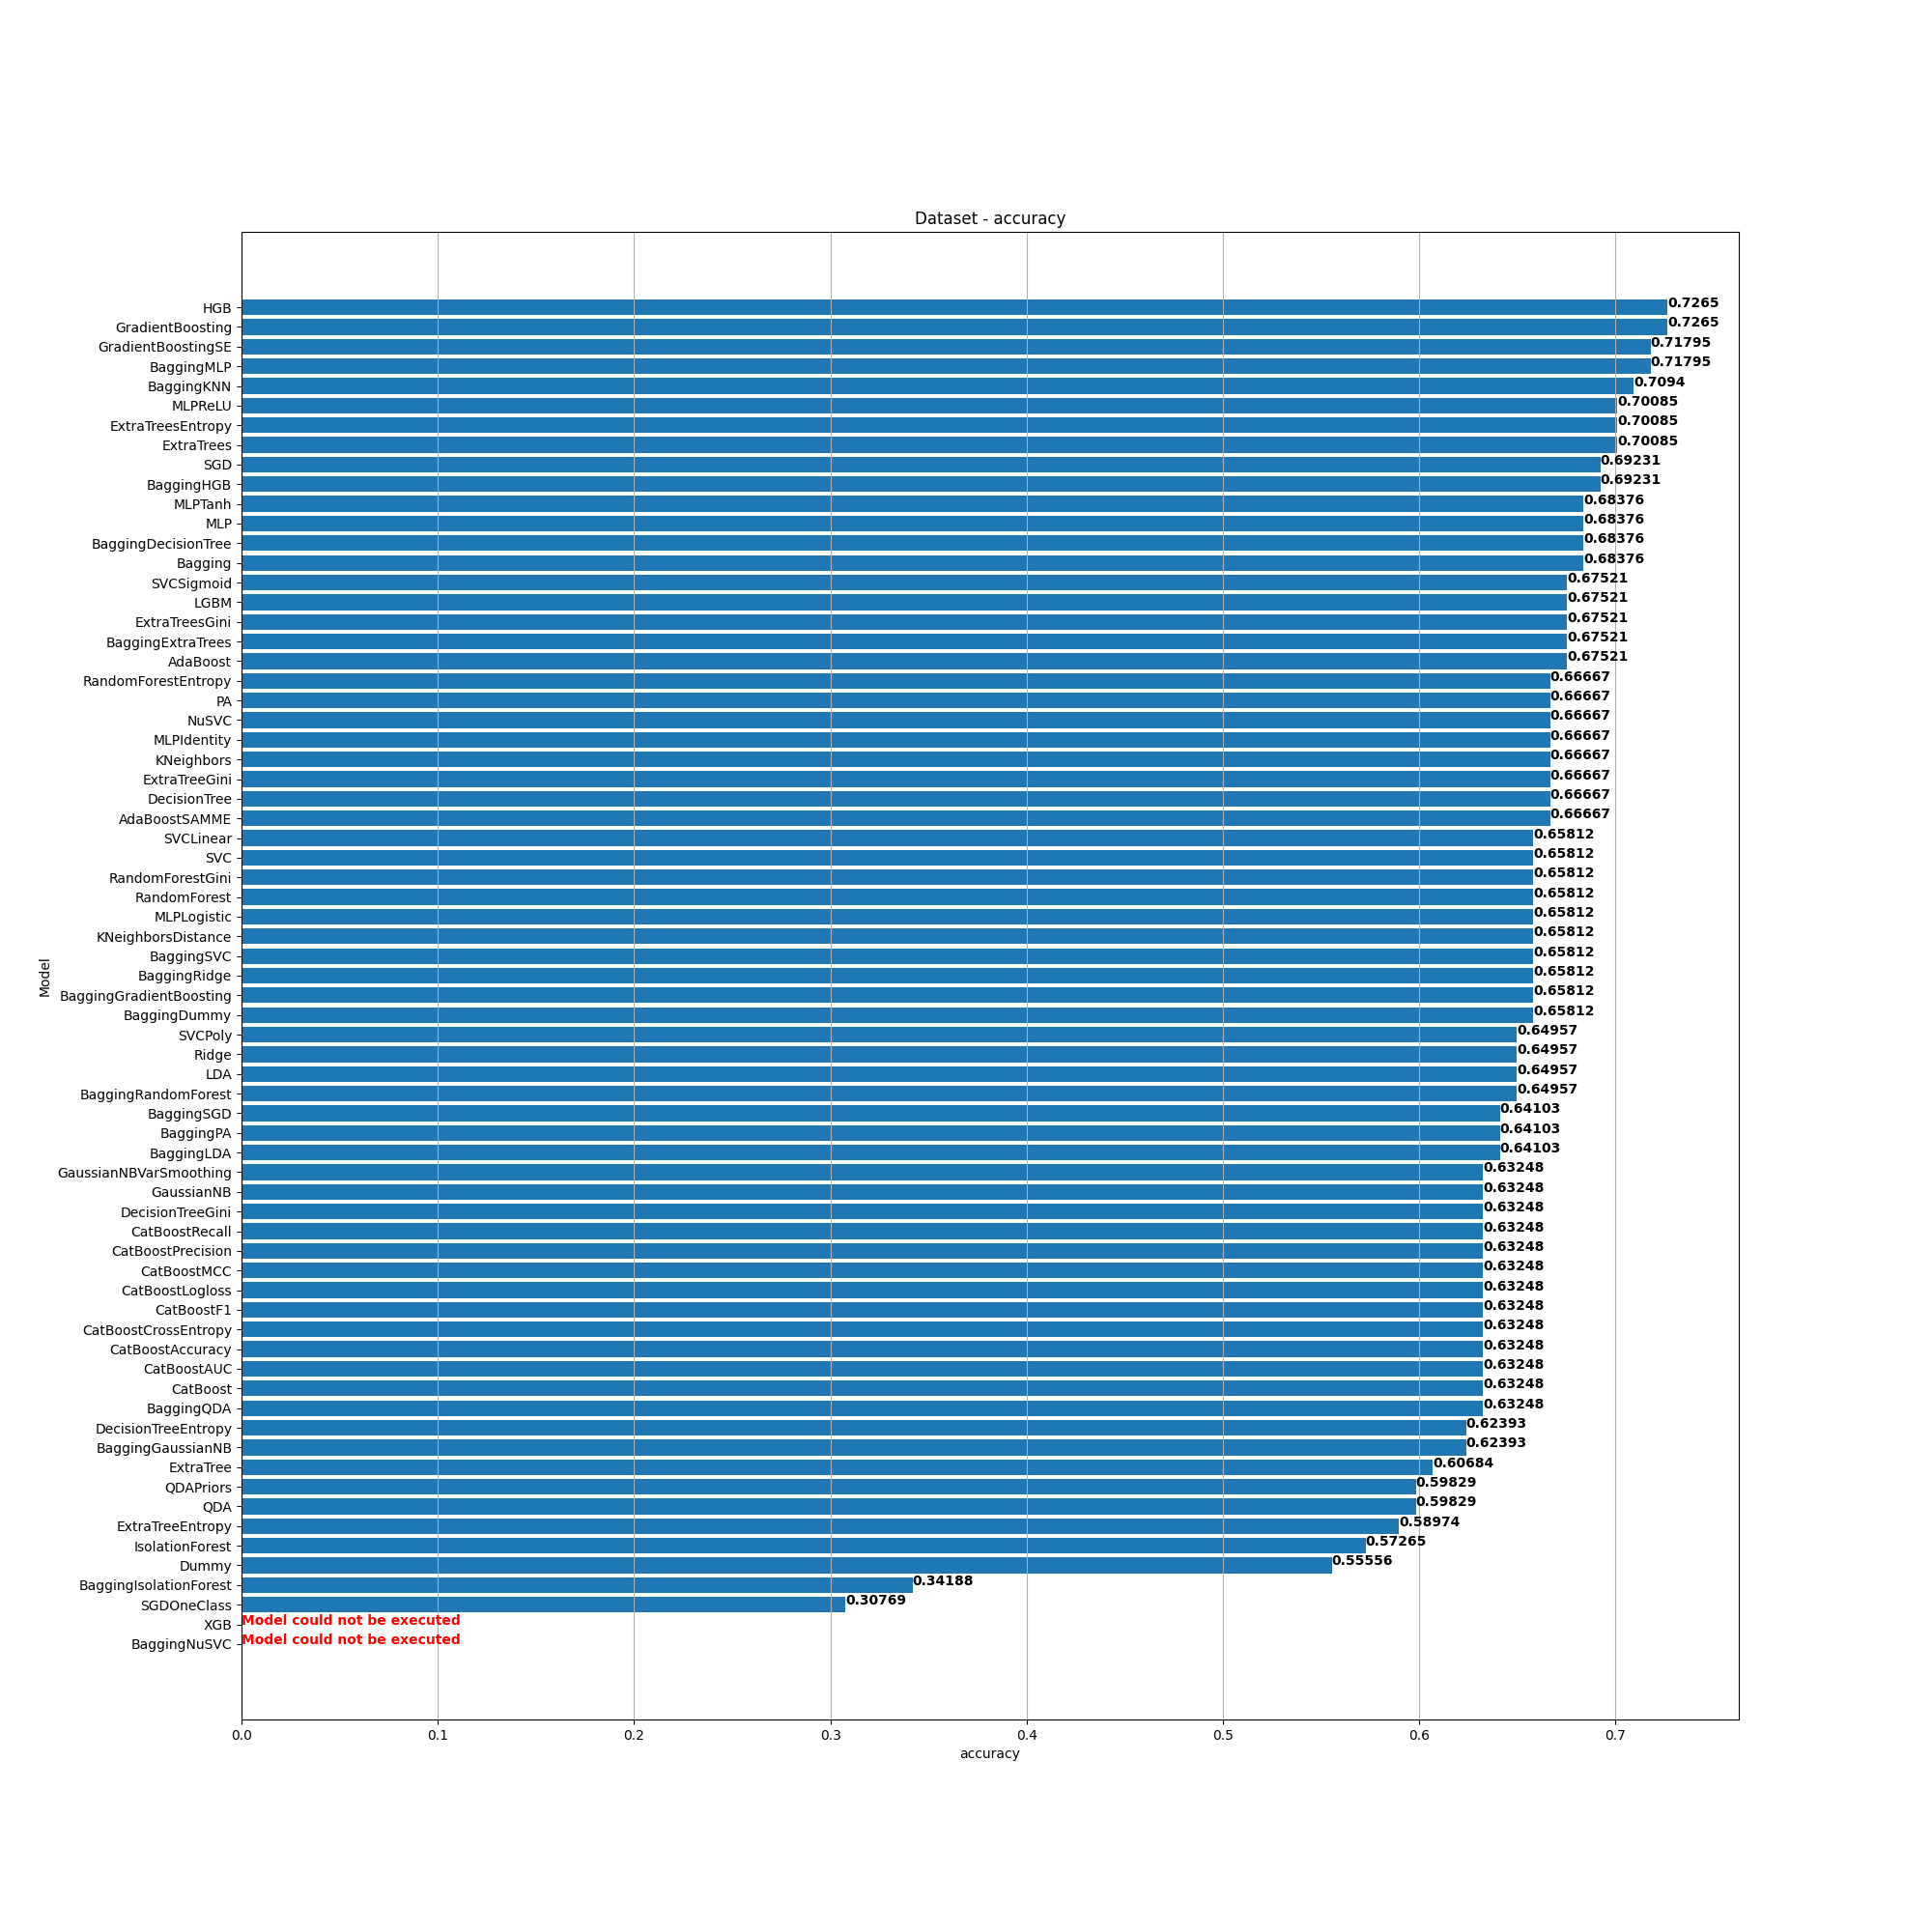 Dataset - accuracy
HGB 0.7265
GradientBoosting 0.7265
GradientBoostingSE 0.71795
BaggingMLP 0.71795
BaggingKNN 0.7094
MLPReLU 0.70085
ExtraTreesEntropy 0.70085
ExtraTrees 0.70085
SGD 0.69231
BaggingHGB 0.69231
MLPTanh 0.68376
MLP 0.68376
BaggingDecisionTree 0.68376
Bagging 0.68376
SVCSigmoid 0.67521
LGBM 0.67521
ExtraTreesGini 0.67521
BaggingExtraTrees 0.67521
AdaBoost 0.67521
RandomForestEntropy 0.66667
PA 0.66667
NuSVC 0.66667
MLPIdentity 0.66667
KNeighbors 0.66667
ExtraTreeGini 0.66667
DecisionTree 0.66667
AdaBoostSAMME 0.66667
SVCLinear 0.65812
SVC 0.65812
RandomForestGini 0.65812
RandomForest 0.65812
MLPLogistic 0.65812
KNeighborsDistance 0.65812
BaggingSVC 0.65812
BaggingRidge 0.65812
BaggingGradientBoosting 0.65812
BaggingDummy 0.65812
SVCPoly 0.64957
Ridge 0.64957
LDA 0.64957
BaggingRandomForest 0.64957
BaggingSGD 0.64103
BaggingPA 0.64103
BaggingLDA 0.64103
GaussianNBVarSmoothing 0.63248
GaussianNB 0.63248
DecisionTreeGini 0.63248
CatBoostRecall 0.63248
CatBoostPrecision 0.63248
CatBoostMCC 0.63248
CatBoostLogloss 0.63248
CatBoostF1 0.63248
CatBoostCrossEntropy 0.63248
CatBoostAccuracy 0.63248
CatBoostAUC 0.63248
CatBoost 0.63248
BaggingQDA 0.63248
DecisionTreeEntropy 0.62393
BaggingGaussianNB 0.62393
ExtraTree 0.60684
QDAPriors 0.59829
QDA 0.59829
ExtraTreeEntropy 0.58974
IsolationForest 0.57265
Dummy 0.55556
BaggingIsolationForest 0.34188
SGDOneClass 0.30769
XGB Model could not be executed
BaggingNuSVC Model could not be executed
Model
0.0 0.1 0.2 0.3 0.4 0.5 0.6 0.7
accuracy